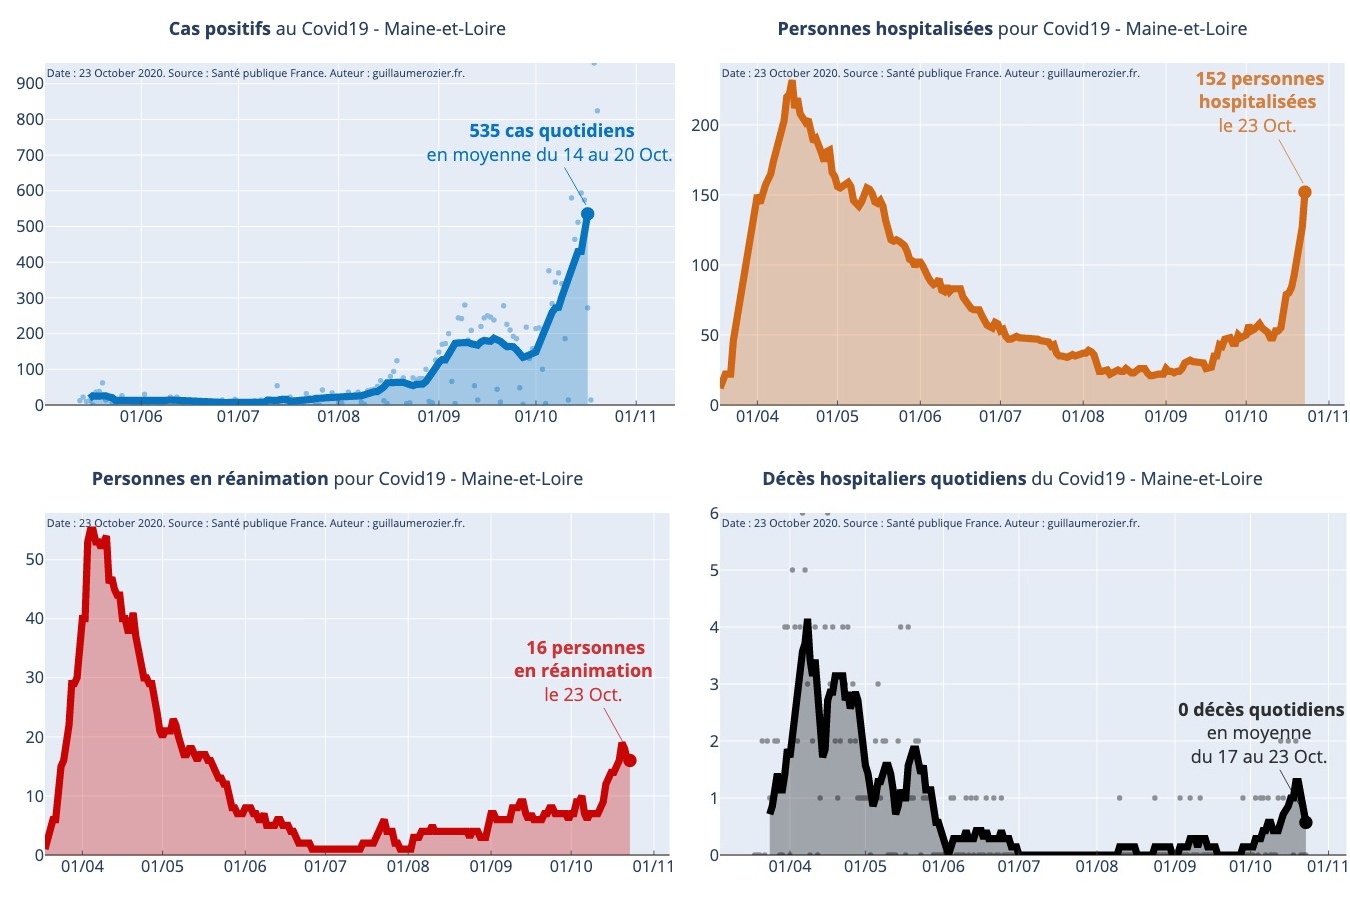 Cas positifs au Covid19 - Maine-et-Loire
Date : 23 October 2020. Source : Santé publique France. Auteur : guillaumerozier.fr.
900
800
700
600
500
400
300
200
100
0
535 cas quotidiens
en moyenne du 14 au 20 Oct.
01/06 01/07 01/08 01/09 01/10 01/11
Personnes hospitalisées pour Covid19 - Maine-et-Loire
Date : 23 October 2020. Source : Santé publique France. Auteur : guillaumerozier.fr.
200
150
100
50
0
152 personnes
hospitalisées
le 23 Oct.
01/04 01/05 01/06 01/07 01/08 01/09 01/10 01/11
Personnes en réanimation pour Covid19 - Maine-et-Loire
Date : 23 October 2020. Source : Santé publique France. Auteur : guillaumerozier.fr.
50
40
30
20
10
0
16 personnes
en réanimation
le 23 Oct.
01/04 01/05 01/06 01/07 01/08 01/09 01/10 01/11
Décès hospitaliers quotidiens du Covid19 - Maine-et-Loire
Date : 23 October 2020. Source : Santé publique France. Auteur : guillaumerozier.fr.
6
5
4
3
2
1
0
0 décès quotidiens
en moyenne
du 17 au 23 Oct.
01/04 01/05 01/06 01/07 01/08 01/09 01/10 01/11